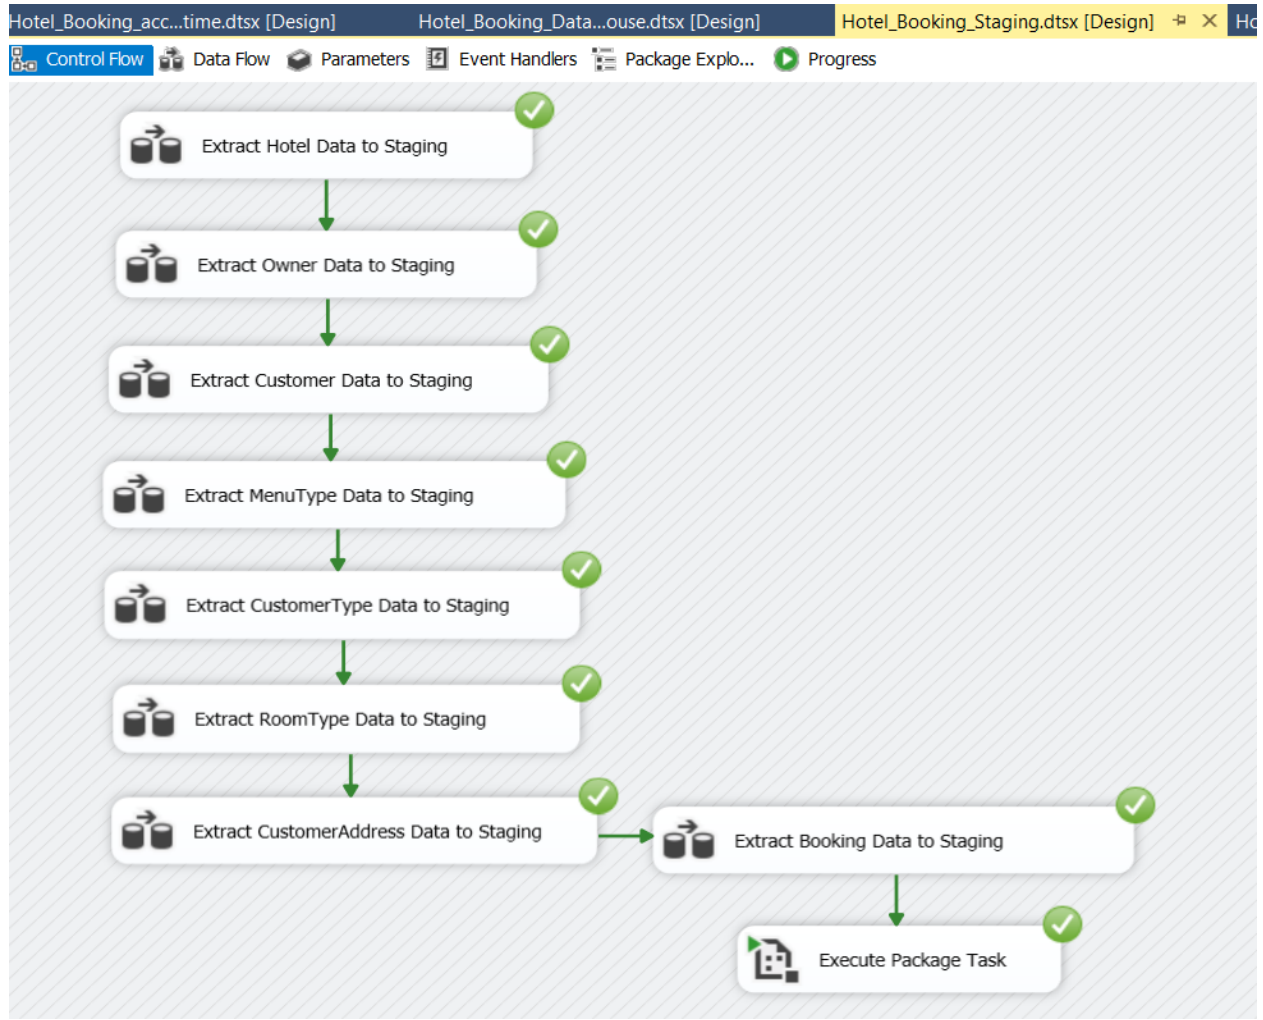 Hotel_Booking_acc...time.dtsx [Design] Hotel_Booking_Data...ouse.dtsx [Design] Hotel_Booking_Staging.dtsx [Design] Ho
Control Flow Data Flow Parameters Event Handlers Package Explo... Progress
Extract Hotel Data to Staging
Extract Owner Data to Staging
Extract Customer Data to Staging
Extract MenuType Data to Staging
Extract CustomerType Data to Staging
Extract RoomType Data to Staging
Extract CustomerAddress Data to Staging
Extract Booking Data to Staging
Execute Package Task